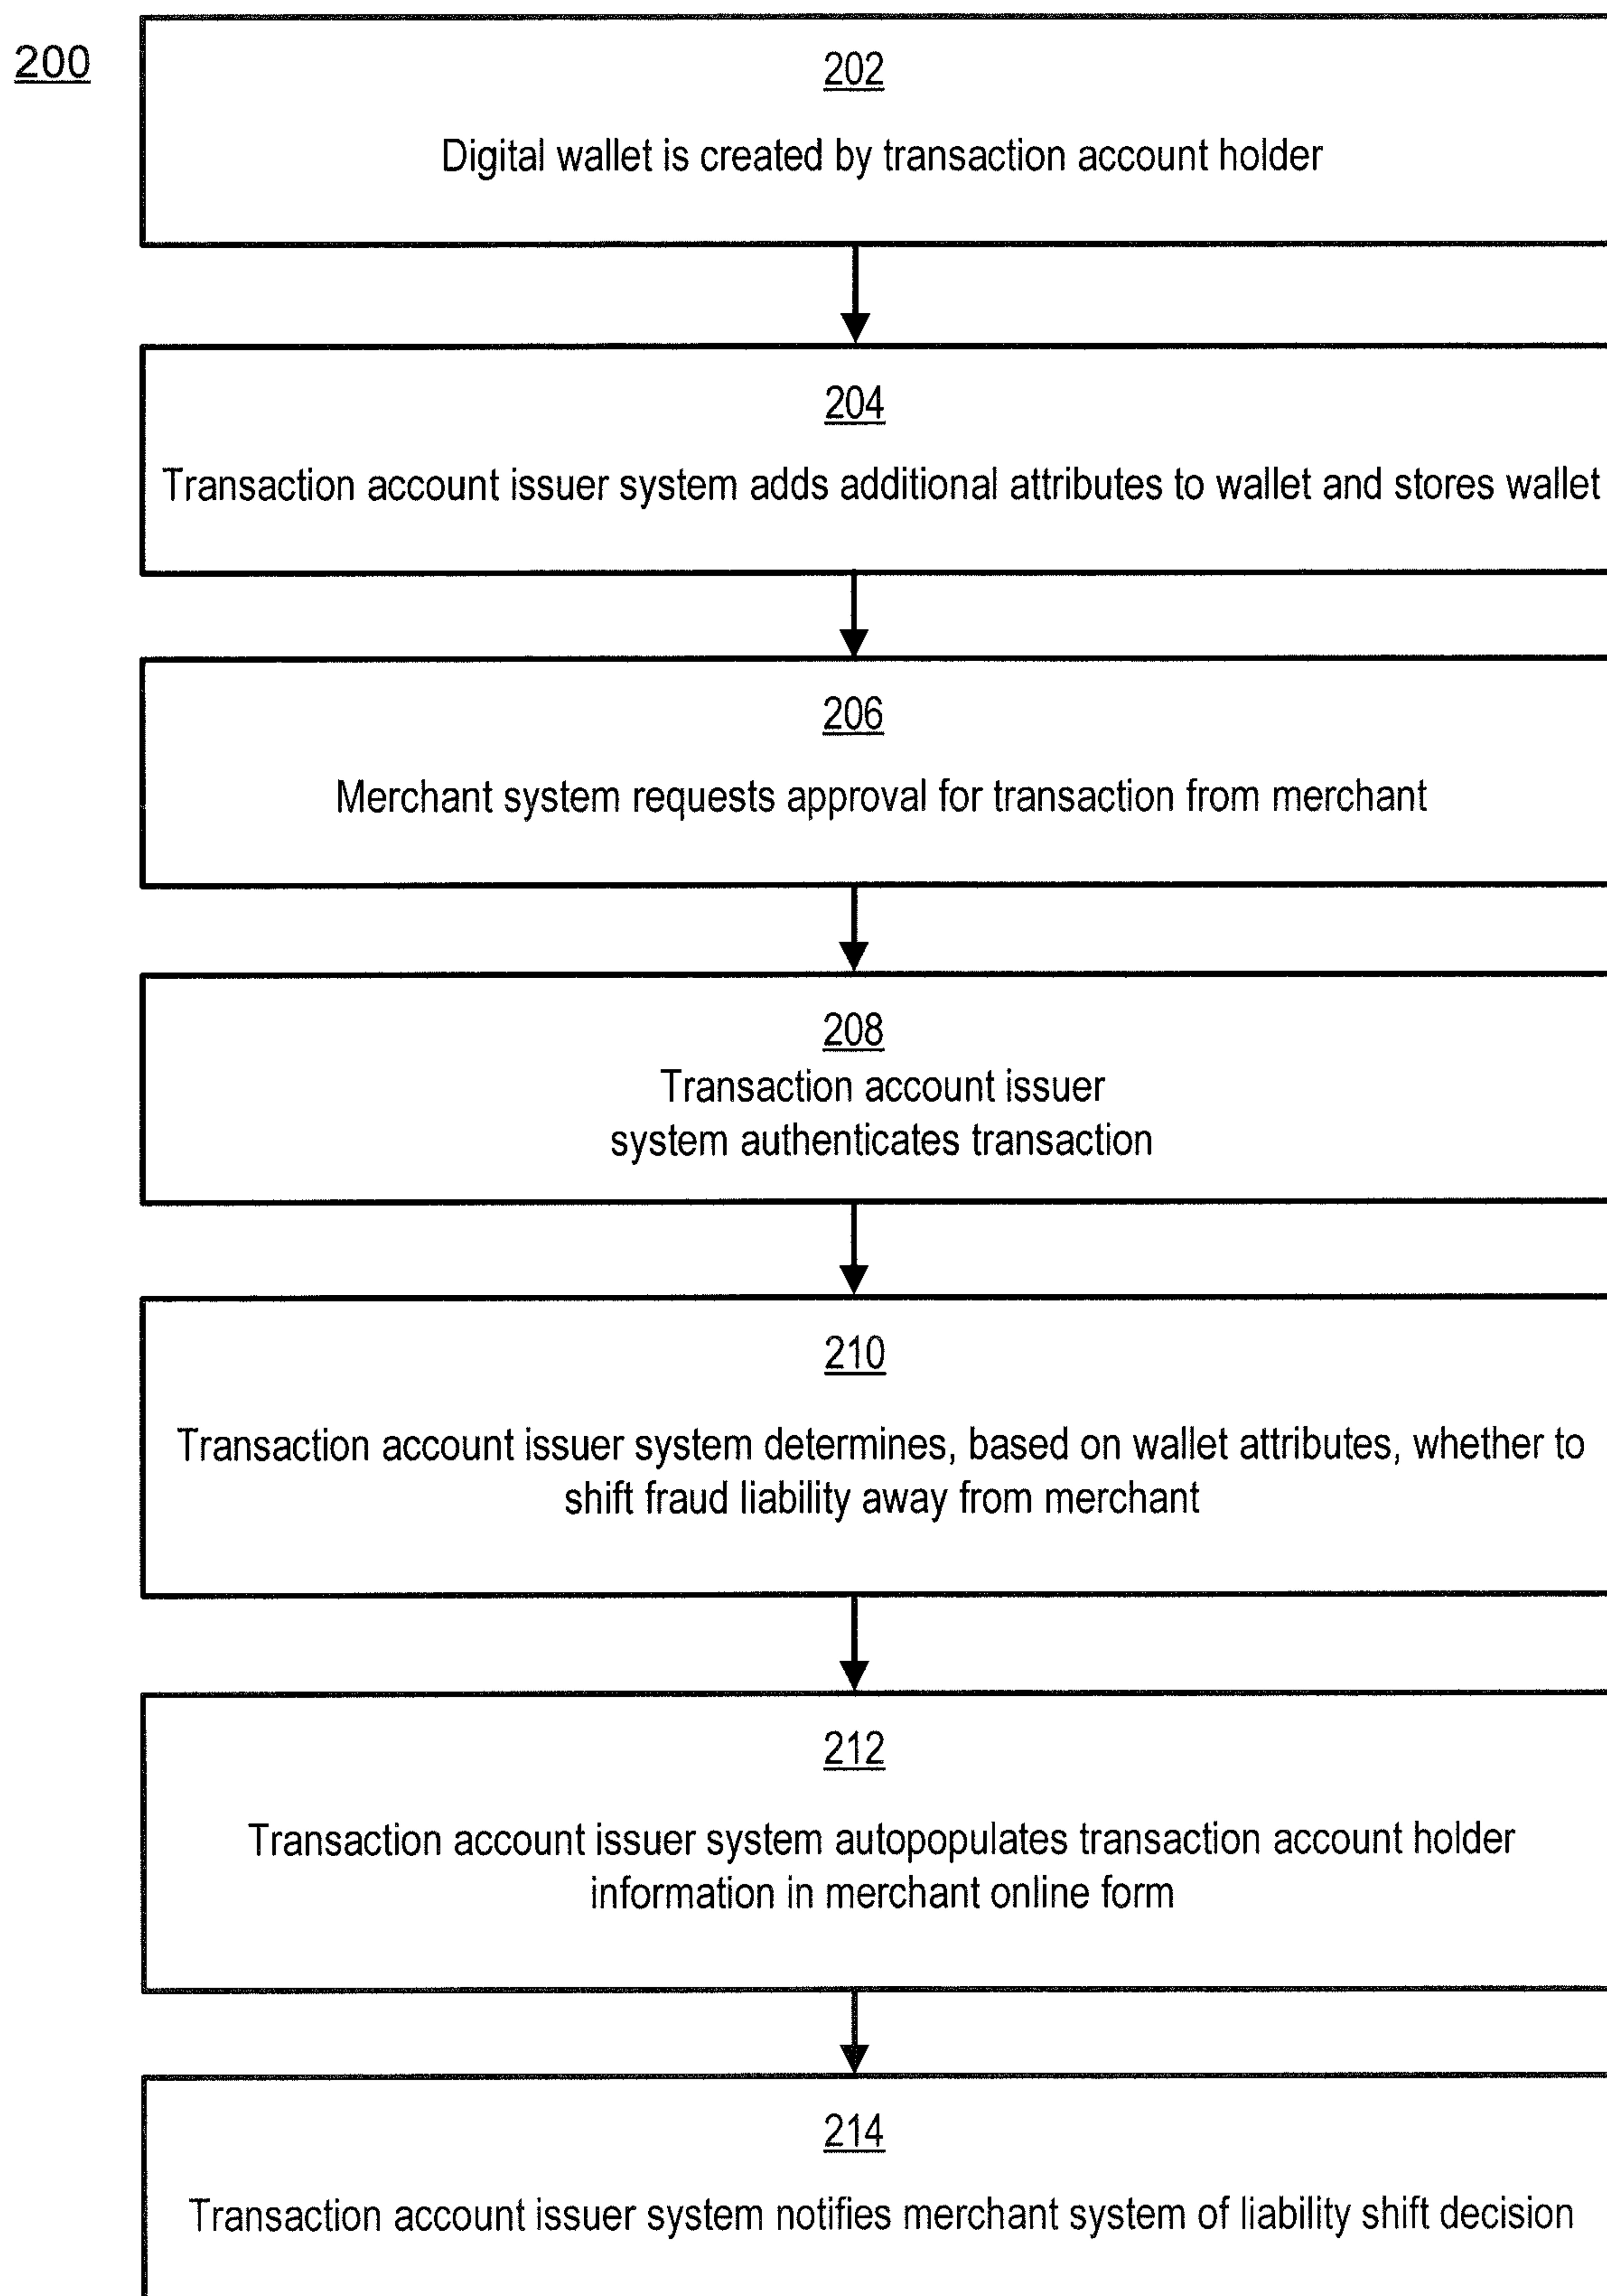 200
202
Digital wallet is created by transaction account holder
204
Transaction account issuer system adds additional attributes to wallet and stores wallet
206
Merchant system requests approval for transaction from merchant
208
Transaction account issuer
system authenticates transaction
210
Transaction account issuer system determines, based on wallet attributes, whether to
shift fraud liability away from merchant
212
Transaction account issuer system autopopulates transaction account holder
information in merchant online form
214
Transaction account issuer system notifies merchant system of liability shift decision